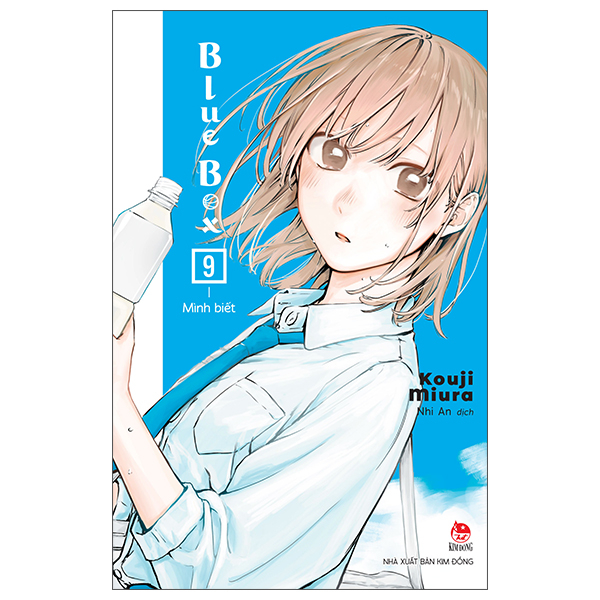 Blue Box
9
Mình biết
Kouji
Miura
Nhi An dịch
KIM ĐỒNG
NHÀ XUẤT BẢN KIM ĐỒNG